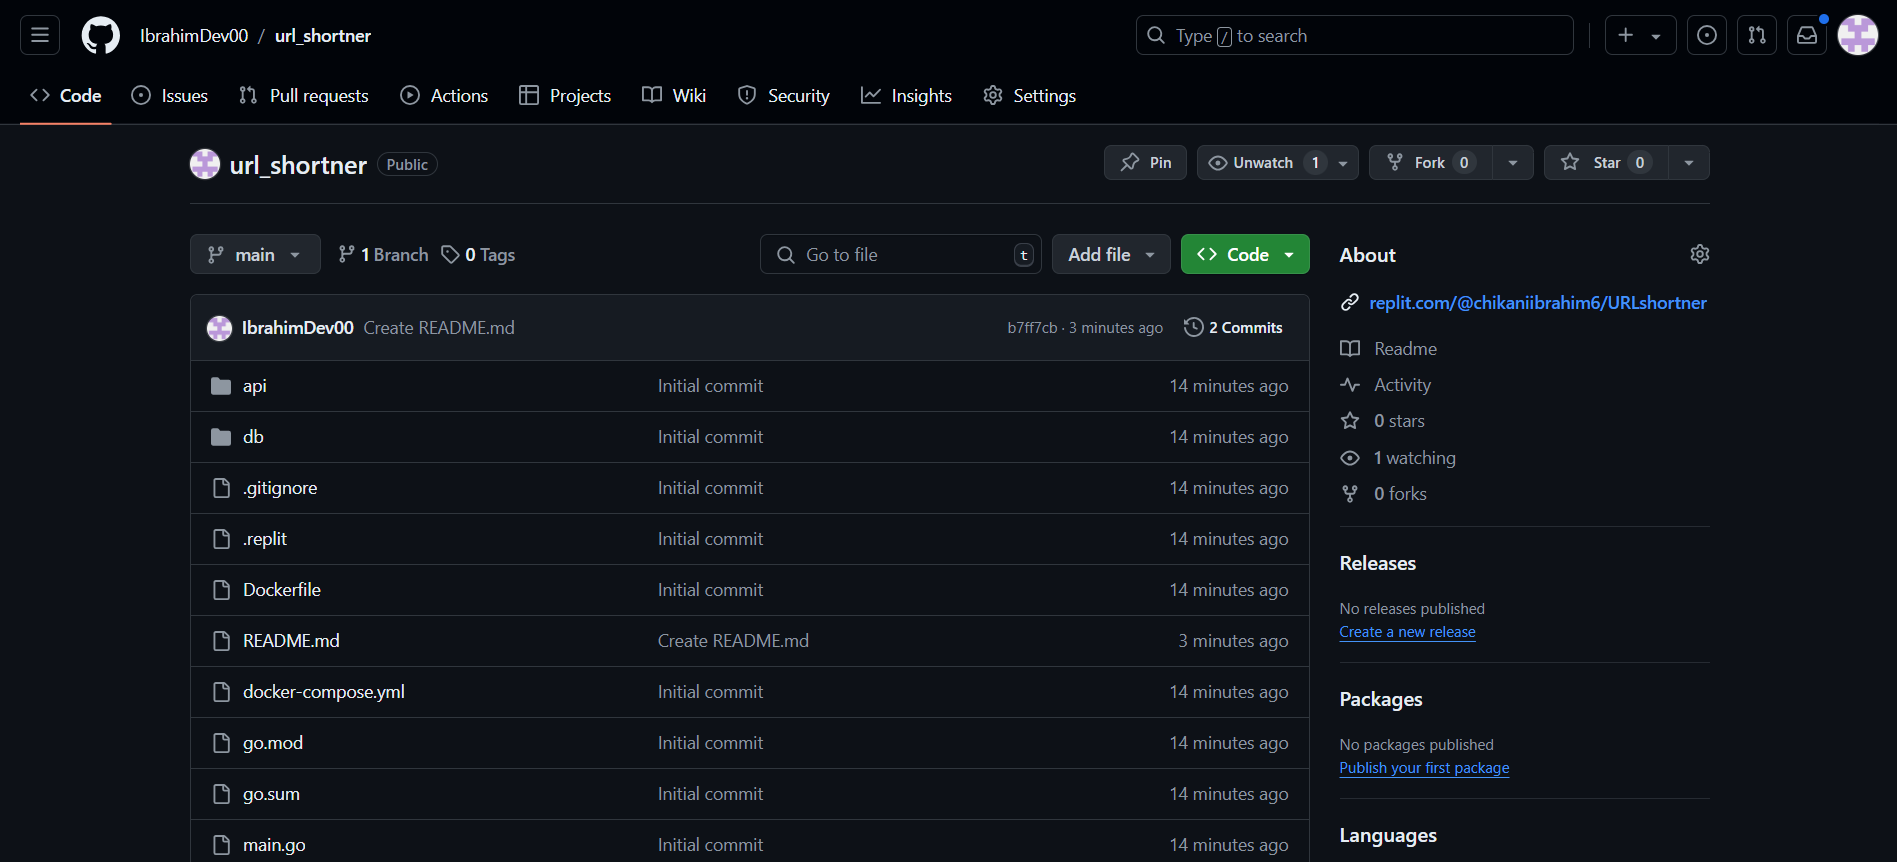 IbrahimDev00 / url_shortner
Type / to search
Code Issues Pull requests Actions Projects Wiki Security Insights Settings
url_shortner Public
Pin Unwatch 1 Fork 0 Star 0
main 1 Branch 0 Tags
Go to file t Add file Code
IbrahimDev00 Create README.md b7ff7cb · 3 minutes ago 2 Commits
api Initial commit 14 minutes ago
db Initial commit 14 minutes ago
.gitignore Initial commit 14 minutes ago
.replit Initial commit 14 minutes ago
Dockerfile Initial commit 14 minutes ago
README.md Create README.md 3 minutes ago
docker-compose.yml Initial commit 14 minutes ago
go.mod Initial commit 14 minutes ago
go.sum Initial commit 14 minutes ago
main.go Initial commit 14 minutes ago
About
replit.com/@chikaniibrahim6/URLshortner
Readme
Activity
0 stars
1 watching
0 forks
Releases
No releases published
Create a new release
Packages
No packages published
Publish your first package
Languages